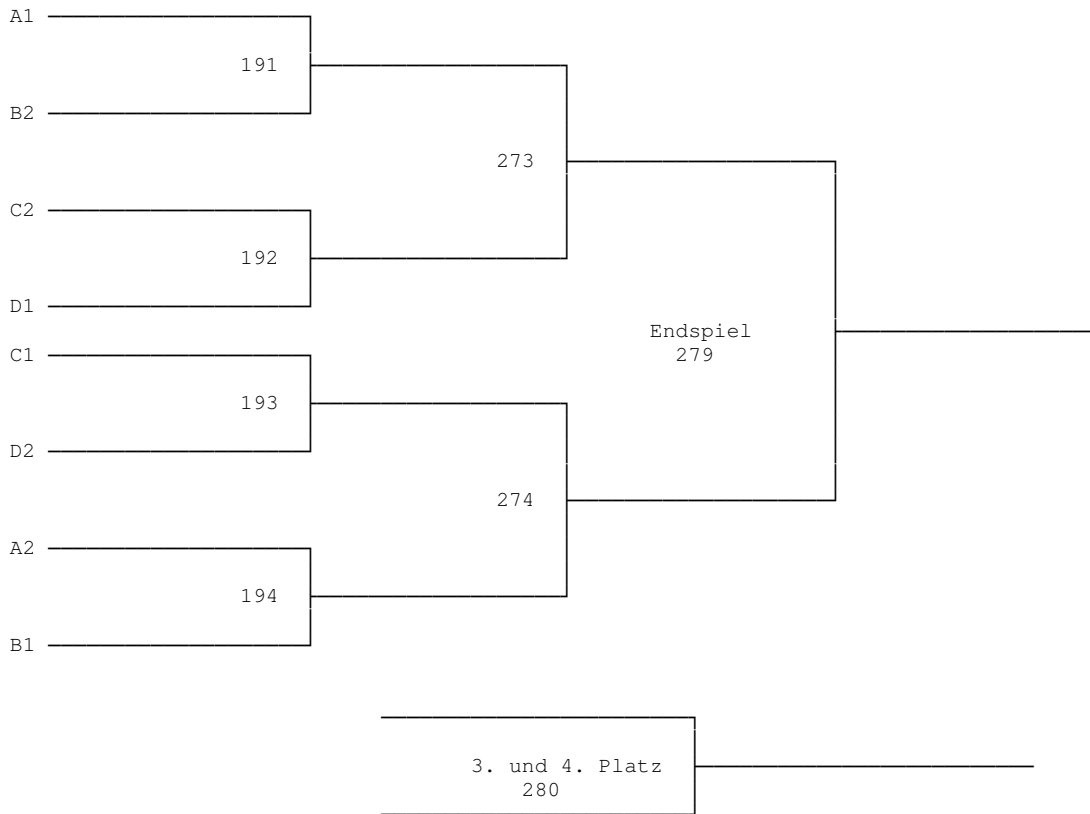 A1
191
B2
273
C2
192
D1
Endspiel
279
C1
193
D2
274
A2
194
B1
3. und 4. Platz
280